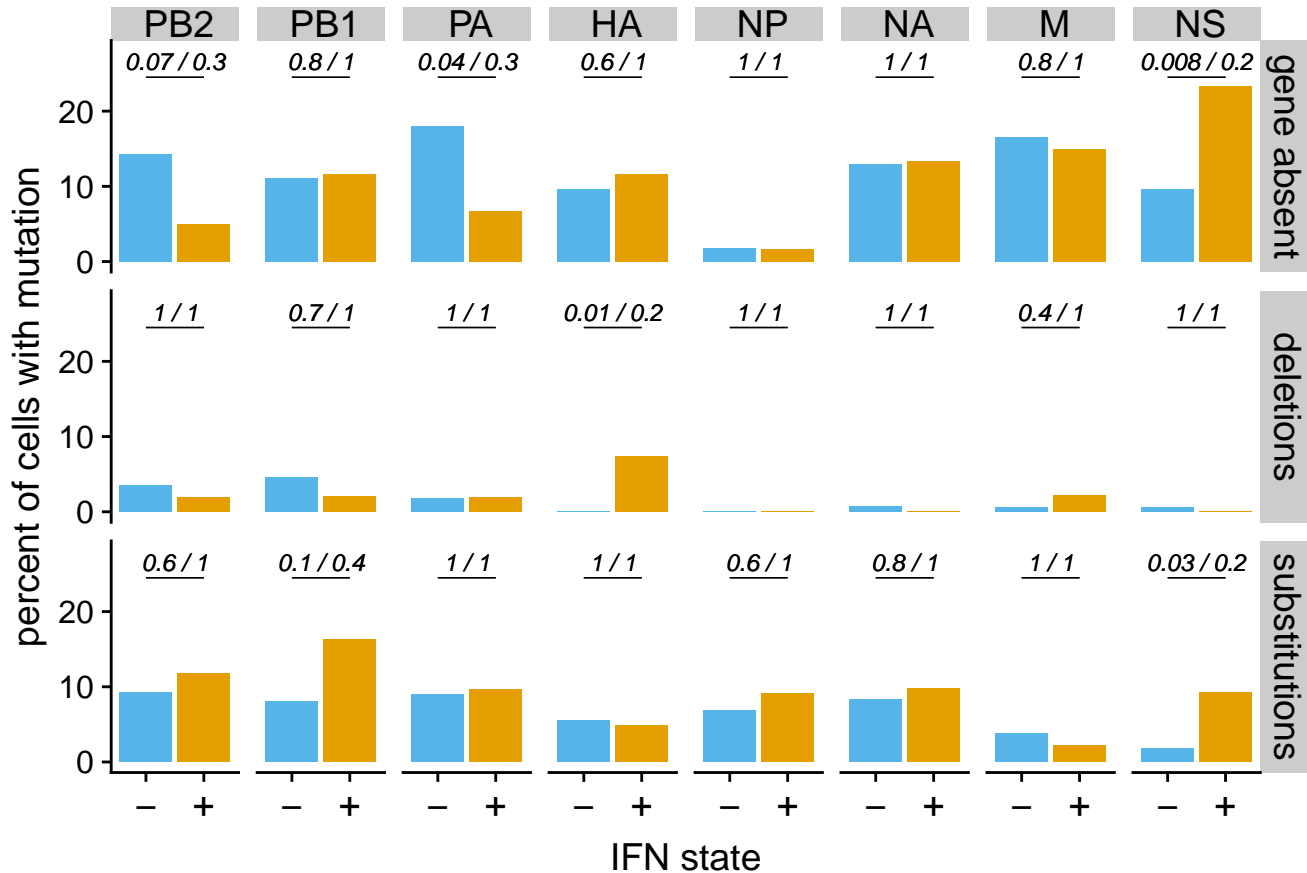 PB2 PB1 PA HA NP NA M NS
0.07 / 0.3 0.8 / 1 0.04 / 0.3 0.6 / 1 1 / 1 1 / 1 0.8 / 1 0.008 / 0.2
gene absent
20
10
0
1 / 1 0.7 / 1 1 / 1 0.01 / 0.2 1 / 1 1 / 1 0.4 / 1 1 / 1
deletions
20
10
0
0.6 / 1 0.1 / 0.4 1 / 1 1 / 1 0.6 / 1 0.8 / 1 1 / 1 0.03 / 0.2
substitutions
20
10
0
percent of cells with mutation
− + − + − + − + − + − + − + − +
IFN state